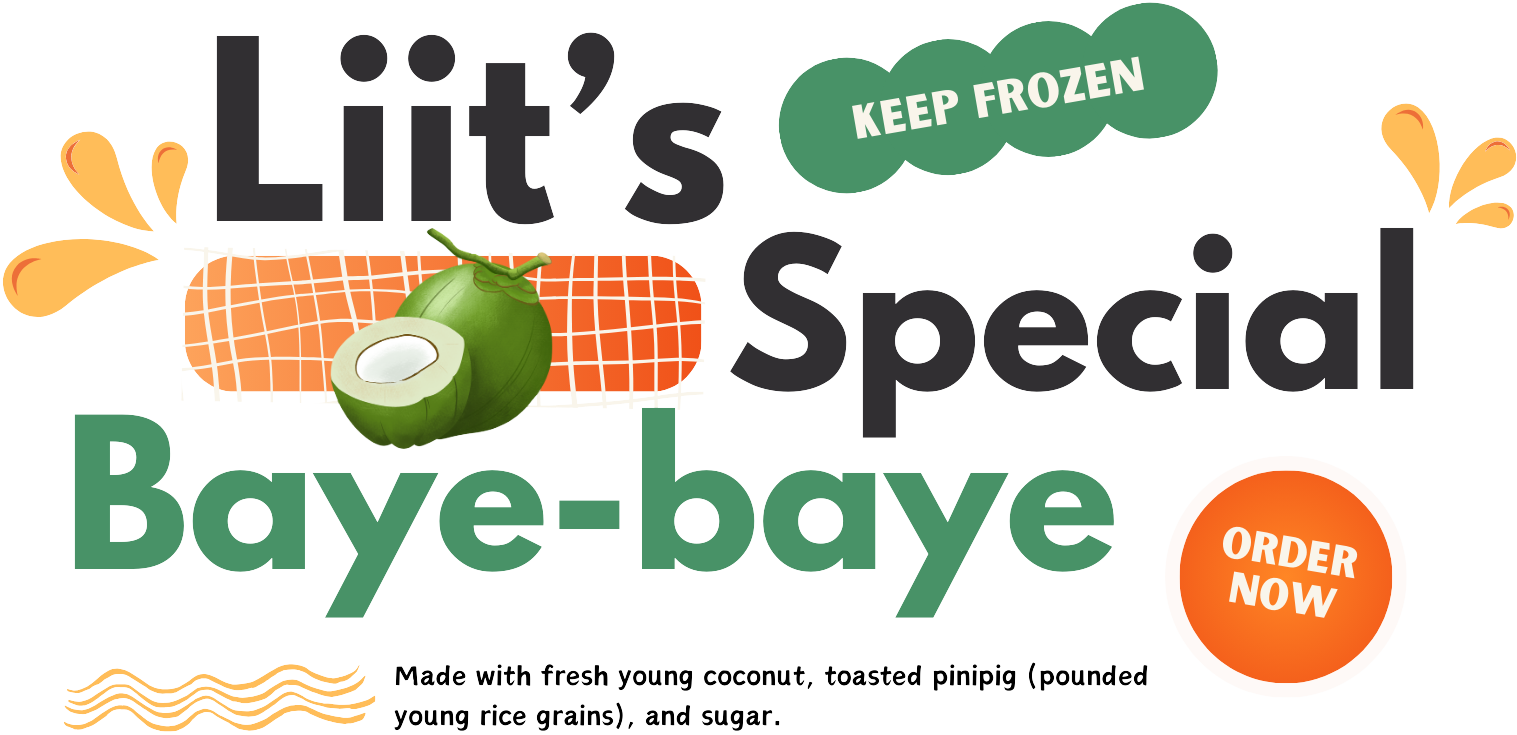 Liit's
KEEP FROZEN
Special
Baye-baye
ORDER
NOW
Made with fresh young coconut, toasted pinipig (pounded
young rice grains), and sugar.